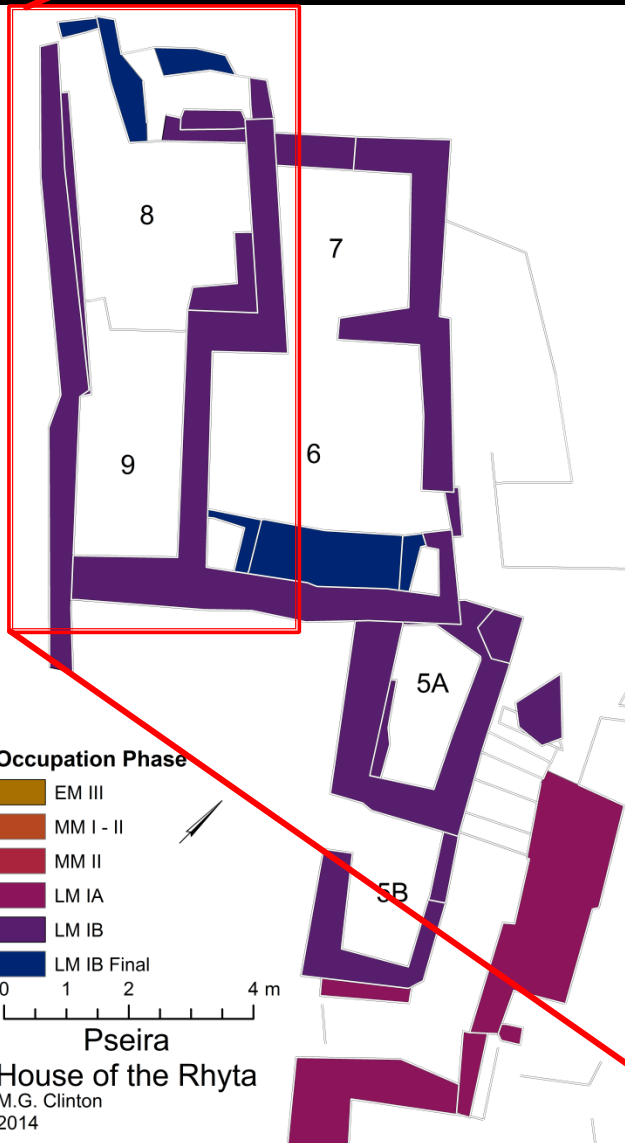 8
7
9
6
5A
5B
Occupation Phase
EM III
MM I - II
MM II
LM IA
LM IB
LM IB Final
0 1 2 4 m
Pseira
House of the Rhyta
M.G. Clinton
2014